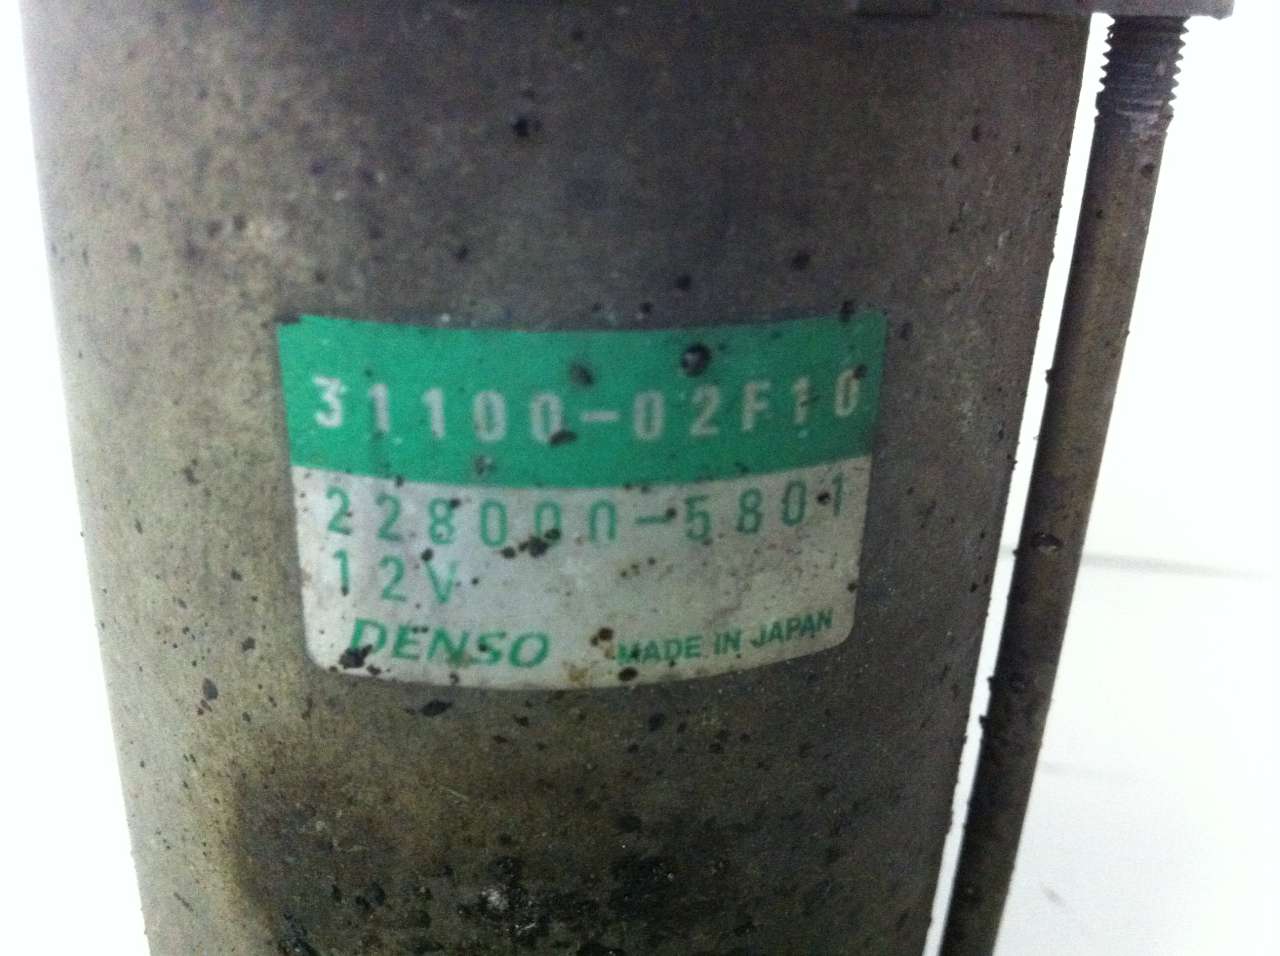 31100-02F10
228000-5801
12V
DENSO MADE IN JAPAN